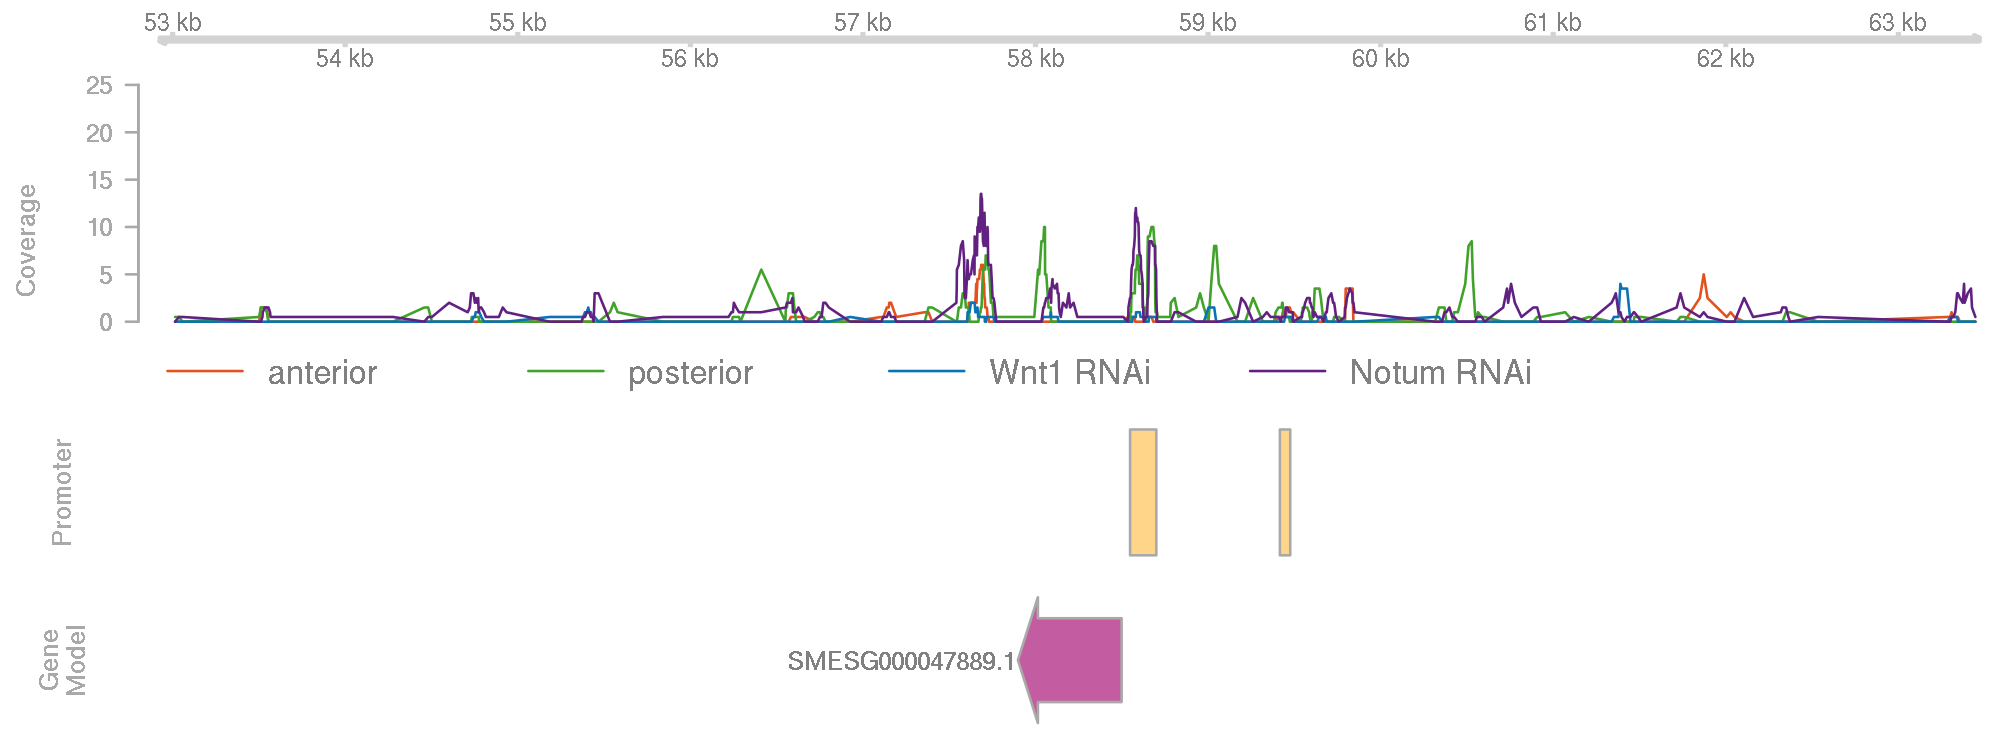 53 kb 55 kb 57 kb 59 kb 61 kb 63 kb
54 kb 56 kb 58 kb 60 kb 62 kb
25
20
15
10
5
0
Coverage
anterior posterior Wnt1 RNAi Notum RNAi
Promoter
Gene
Model
SMESG000047889.1